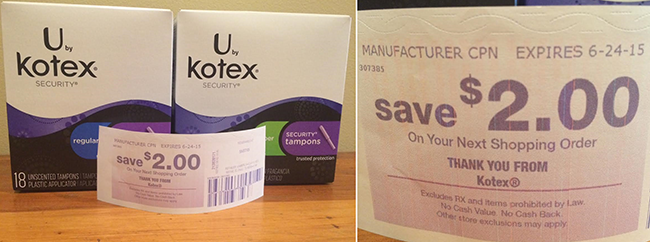 U by
kotex®
SECURITY®
regular
18 UNSCENTED TAMPONS
PLASTIC APPLICATOR
U by
kotex®
SECURITY®
SECURITY®
tampons
trusted protection
MANUFACTURER CPN EXPIRES 6-24-15
save $2.00
On Your Next Shopping Order
THANK YOU FROM
Kotex®
MANUFACTURER CPN EXPIRES 6-24-15
save $2.00
On Your Next Shopping Order
THANK YOU FROM
Kotex®
Excludes RX and Items prohibited by Law.
No Cash Value. No Cash Back.
Other store exclusions may apply.